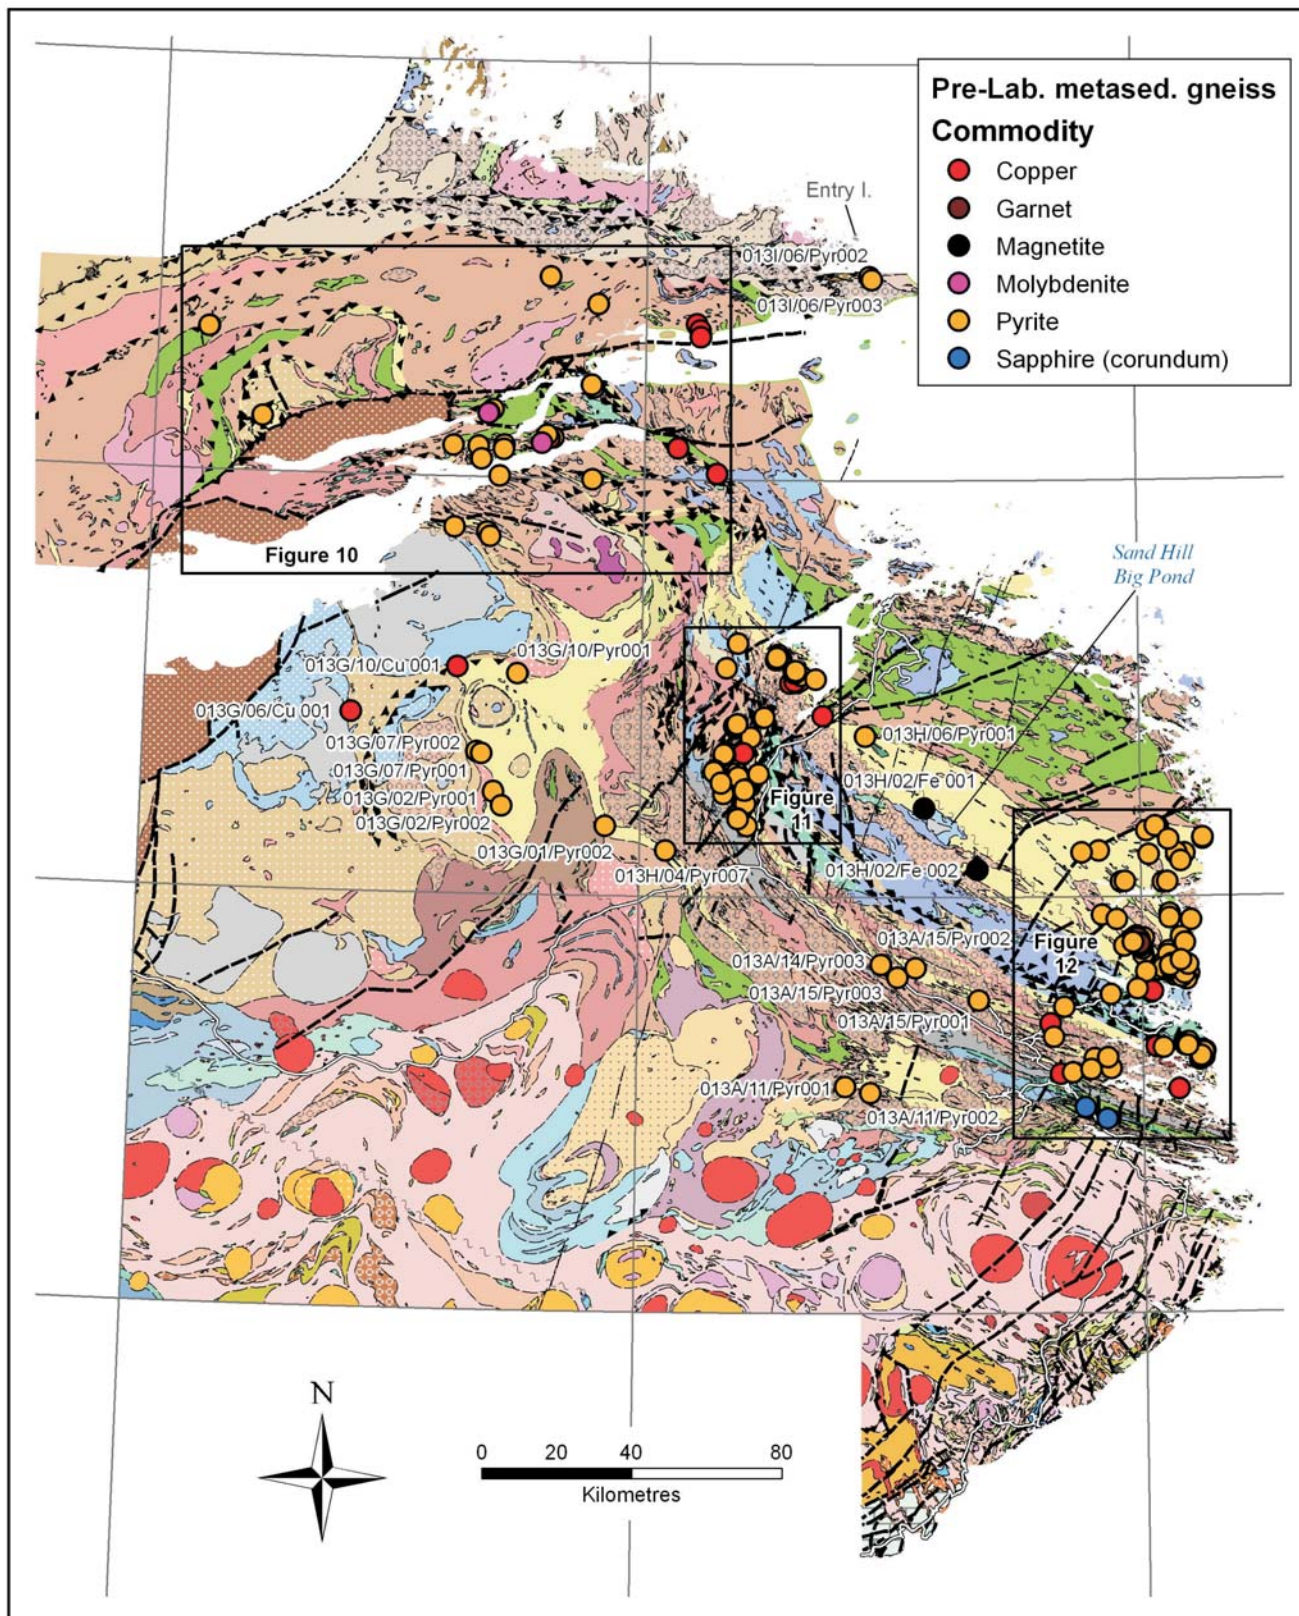 Pre-Lab. metased. gneiss
Commodity
Copper
Garnet
Magnetite
Molybdenite
Pyrite
Sapphire (corundum)
Entry I.
013I/06/Pyr002
013I/06/Pyr003
Figure 10
Sand Hill
Big Pond
013G/10/Cu 001
013G/10/Pyr001
013G/06/Cu 001
013G/07/Pyr002
013G/07/Pyr001
013G/02/Pyr001
013G/02/Pyr002
013G/01/Pyr002
013H/04/Pyr007
Figure
11
013H/06/Pyr001
013H/02/Fe 001
013H/02/Fe 002
Figure
12
013A/15/Pyr002
013A/14/Pyr003
013A/15/Pyr003
013A/15/Pyr001
013A/11/Pyr001
013A/11/Pyr002
N
0 20 40 80
Kilometres